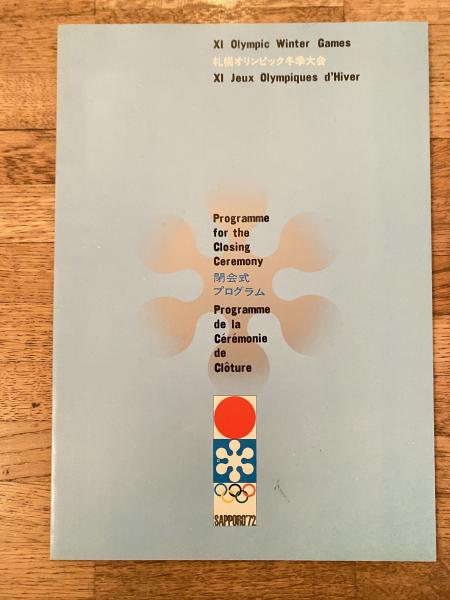 XI Olympic Winter Games
札幌オリンピック冬季大会
XI Jeux Olympiques d'Hiver
Programme
for the
Closing
Ceremony
閉会式
プログラム
Programme
de la
Cérémonie
de
Clôture
SAPPORO'72